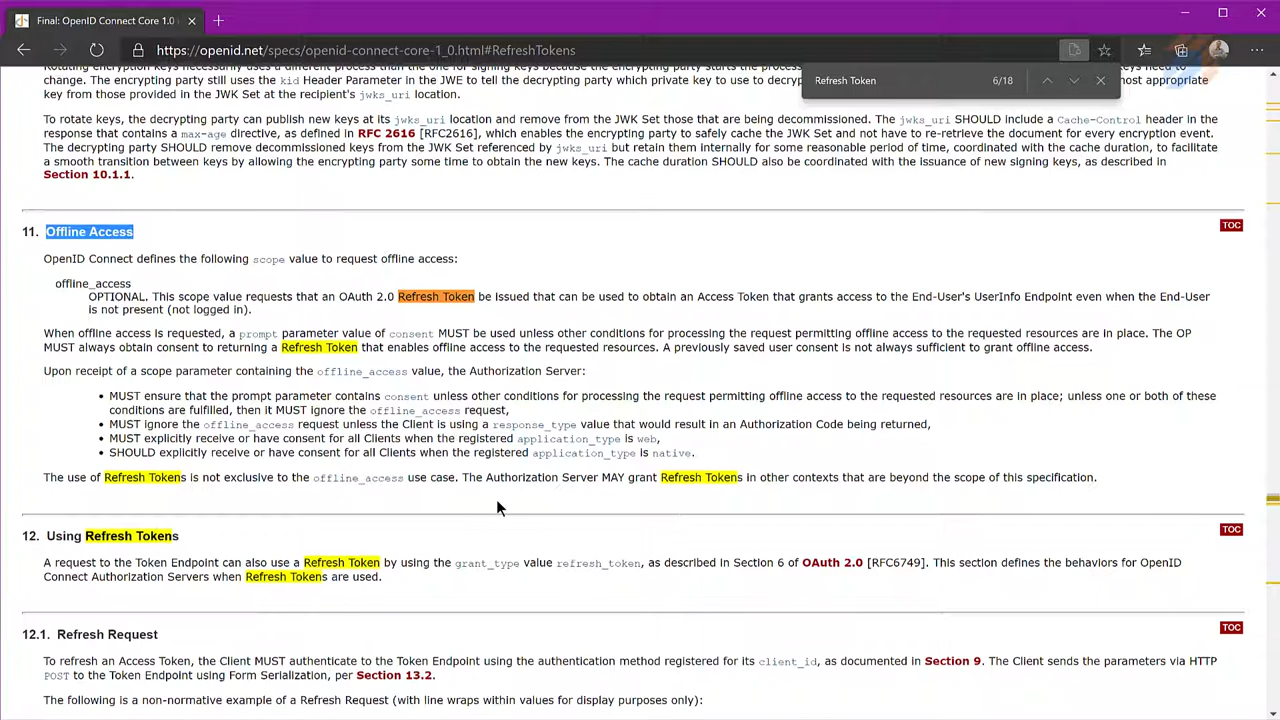 Final: OpenID Connect Core 1.0
https://openid.net/specs/openid-connect-core-1_0.html#RefreshTokens
Refresh Token
6/18
change. The encrypting party still uses the kid Header Parameter in the JWE to tell the decrypting party which private key to use to decrypt
most appropriate
key from those provided in the JWK Set at the recipient's jwks_uri location.
To rotate keys, the decrypting party can publish new keys at its jwks_uri location and remove from the JWK Set those that are being decommissioned. The jwks_uri SHOULD include a Cache-Control header in the
response that contains a max-age directive, as defined in RFC 2616 [RFC2616], which enables the encrypting party to safely cache the JWK Set and not have to re-retrieve the document for every encryption event.
The decrypting party SHOULD remove decommissioned keys from the JWK Set referenced by jwks_uri but retain them internally for some reasonable period of time, coordinated with the cache duration, to facilitate
a smooth transition between keys by allowing the encrypting party some time to obtain the new keys. The cache duration SHOULD also be coordinated with the issuance of new signing keys, as described in
Section 10.1.1.
TOC
11. Offline Access
OpenID Connect defines the following scope value to request offline access:
offline_access
OPTIONAL. This scope value requests that an OAuth 2.0 Refresh Token be issued that can be used to obtain an Access Token that grants access to the End-User's UserInfo Endpoint even when the End-User
is not present (not logged in).
When offline access is requested, a prompt parameter value of consent MUST be used unless other conditions for processing the request permitting offline access to the requested resources are in place. The OP
MUST always obtain consent to returning a Refresh Token that enables offline access to the requested resources. A previously saved user consent is not always sufficient to grant offline access.
Upon receipt of a scope parameter containing the offline_access value, the Authorization Server:
• MUST ensure that the prompt parameter contains consent unless other conditions for processing the request permitting offline access to the requested resources are in place; unless one or both of these
conditions are fulfilled, then it MUST ignore the offline_access request,
• MUST ignore the offline_access request unless the Client is using a response_type value that would result in an Authorization Code being returned,
• MUST explicitly receive or have consent for all Clients when the registered application_type is web,
• SHOULD explicitly receive or have consent for all Clients when the registered application_type is native.
The use of Refresh Tokens is not exclusive to the offline_access use case. The Authorization Server MAY grant Refresh Tokens in other contexts that are beyond the scope of this specification.
TOC
12. Using Refresh Tokens
A request to the Token Endpoint can also use a Refresh Token by using the grant_type value refresh_token, as described in Section 6 of OAuth 2.0 [RFC6749]. This section defines the behaviors for OpenID
Connect Authorization Servers when Refresh Tokens are used.
TOC
12.1. Refresh Request
To refresh an Access Token, the Client MUST authenticate to the Token Endpoint using the authentication method registered for its client_id, as documented in Section 9. The Client sends the parameters via HTTP
POST to the Token Endpoint using Form Serialization, per Section 13.2.
The following is a non-normative example of a Refresh Request (with line wraps within values for display purposes only):